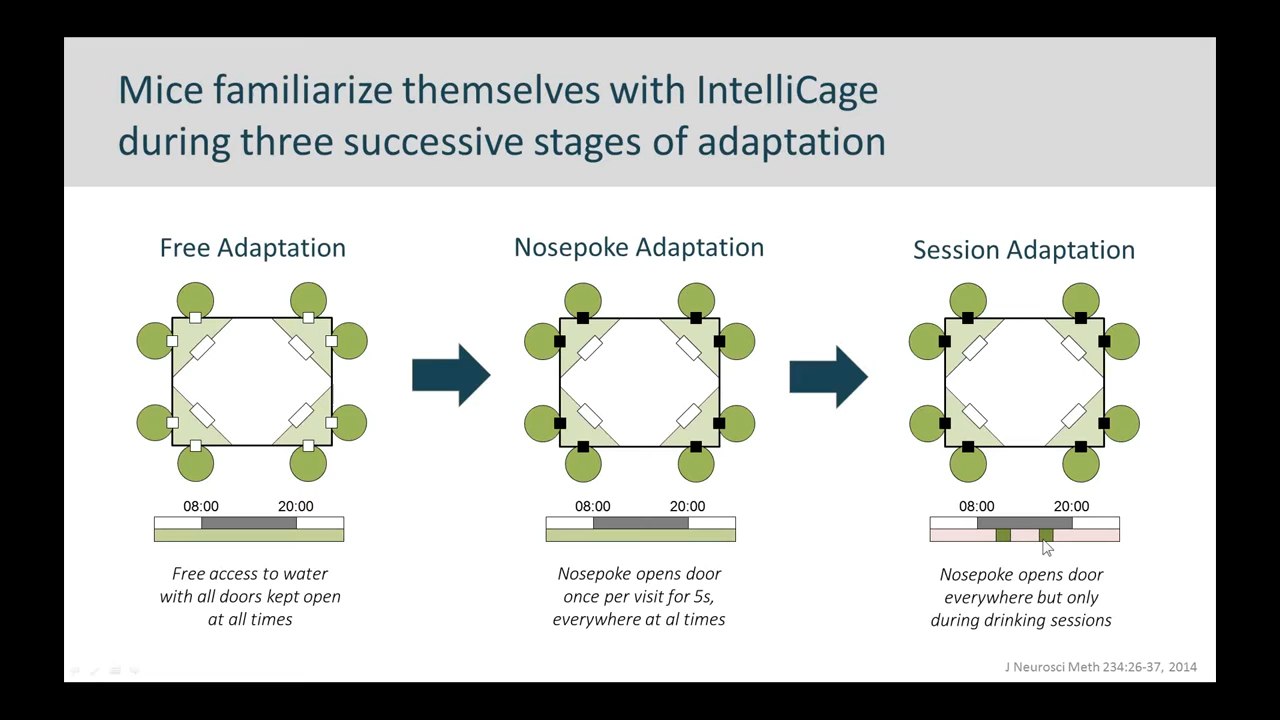 Mice familiarize themselves with IntelliCage
during three successive stages of adaptation
Free Adaptation
08:00 20:00
Free access to water
with all doors kept open
at all times
Nosepoke Adaptation
08:00 20:00
Nosepoke opens door
once per visit for 5s,
everywhere at al times
Session Adaptation
08:00 20:00
Nosepoke opens door
everywhere but only
during drinking sessions
J Neurosci Meth 234:26-37, 2014